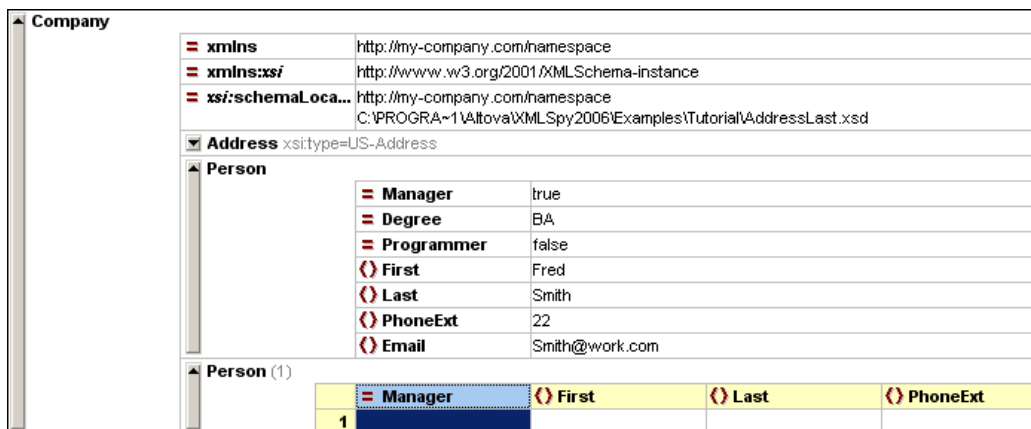 Company
= xmlns http://my-company.com/namespace
= xmlns:xsi http://www.w3.org/2001/XMLSchema-instance
= xsi:schemaLoca... http://my-company.com/namespace
C:\PROGRA~1\Altova\XMLSpy2006\Examples\Tutorial\AddressLast.xsd
Address xsi:type=US-Address
Person
= Manager true
= Degree BA
= Programmer false
() First Fred
() Last Smith
() PhoneExt 22
() Email Smith@work.com
Person (1)
= Manager () First () Last () PhoneExt
1